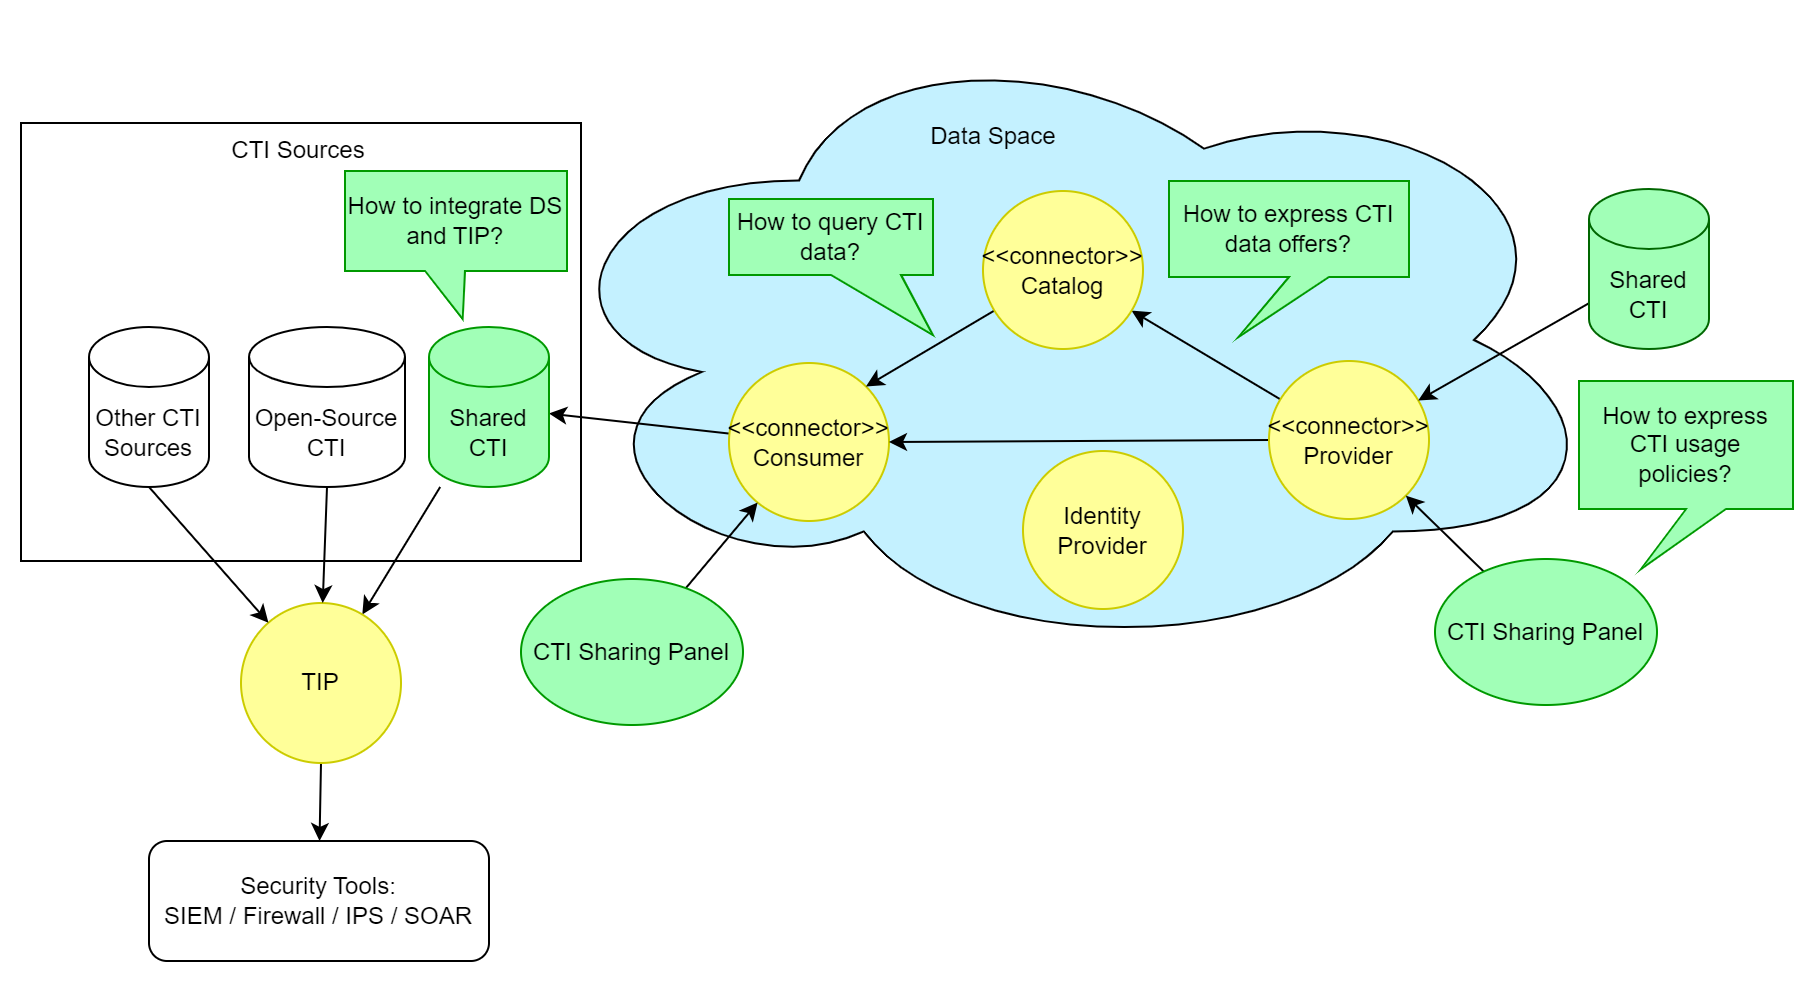 CTI Sources
How to integrate DS
and TIP?
Other CTI
Sources
Open-Source
CTI
Shared
CTI
TIP
Security Tools:
SIEM / Firewall / IPS / SOAR
Data Space
How to query CTI
data?
<<connector>>
Catalog
How to express CTI
data offers?
<<connector>>
Consumer
<<connector>>
Provider
Identity
Provider
CTI Sharing Panel
Shared
CTI
How to express
CTI usage
policies?
CTI Sharing Panel